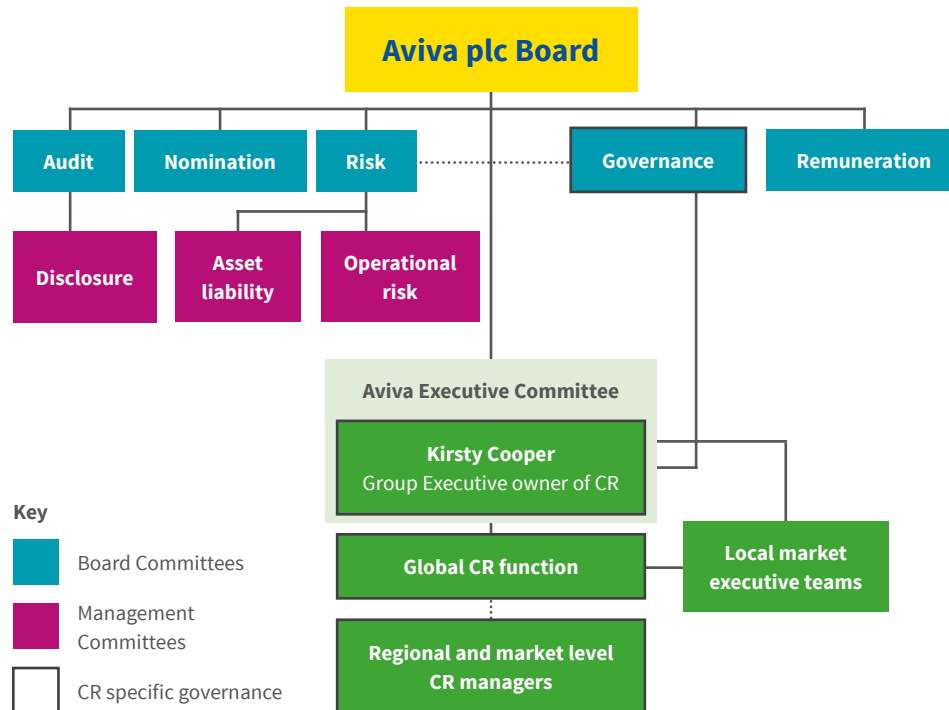 Aviva plc Board
Audit
Nomination
Risk
Governance
Remuneration
Disclosure
Asset
liability
Operational
risk
Aviva Executive Committee
Kirsty Cooper
Group Executive owner of CR
Global CR function
Local market
executive teams
Regional and market level
CR managers
Key
Board Committees
Management
Committees
CR specific governance